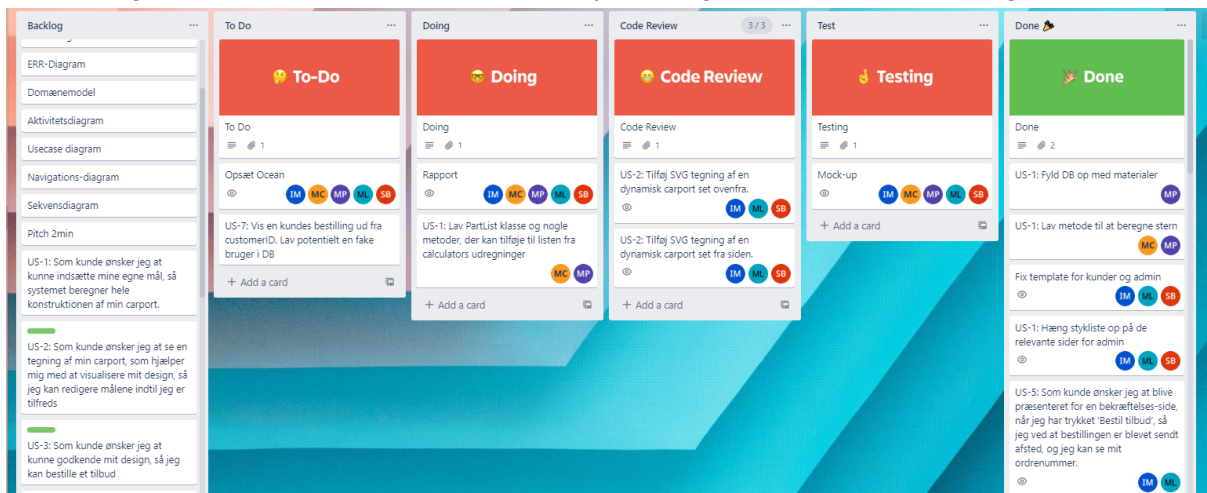 Backlog
ERR-Diagram
Domænemodel
Aktivitetsdiagram
Usecase diagram
Navigations-diagram
Sekvensdiagram
Pitch 2min
US-1: Som kunde ønsker jeg at
kunne indsætte mine egne mål, så
systemet beregner hele
konstruktionen af min carport.
US-2: Som kunde ønsker jeg at se en
tegning af min carport, som hjælper
mig med at visualisere mit design, så
jeg kan redigere målene indtil jeg er
tilfreds
US-3: Som kunde ønsker jeg at
kunne godkende mit design, så jeg
kan bestille et tilbud
To Do
🤔 To-Do
To Do
1
Opsæt Ocean
IM MC MP ML SB
US-7: Vis en kundes bestilling ud fra
customerID. Lav potentielt en fake
bruger i DB
+ Add a card
Doing
🤓 Doing
Doing
1
Rapport
IM MC MP ML SB
US-1: Lav PartList klasse og nogle
metoder, der kan tilføje til listen fra
calculators udregninger
MC MP
+ Add a card
Code Review 3/3
😬 Code Review
Code Review
1
US-2: Tilføj SVG tegning af en
dynamisk carport set ovenfra.
IM ML SB
US-2: Tilføj SVG tegning af en
dynamisk carport set fra siden.
IM ML SB
+ Add a card
Test
🤞 Testing
Testing
1
Mock-up
IM MC MP ML SB
+ Add a card
Done 🎉
🎉 Done
Done
2
US-1: Fyld DB op med materialer
MP
US-1: Lav metode til at beregne stern
MC MP
Fix template for kunder og admin
IM ML SB
US-1: Hæng stykliste op på de
relevante sider for admin
IM ML SB
US-5: Som kunde ønsker jeg at blive
præsenteret for en bekræftelses-side,
når jeg har trykket 'Bestil tilbud', så
jeg ved at bestillingen er blevet sendt
afsted, og jeg kan se mit
ordrenummer.
IM ML